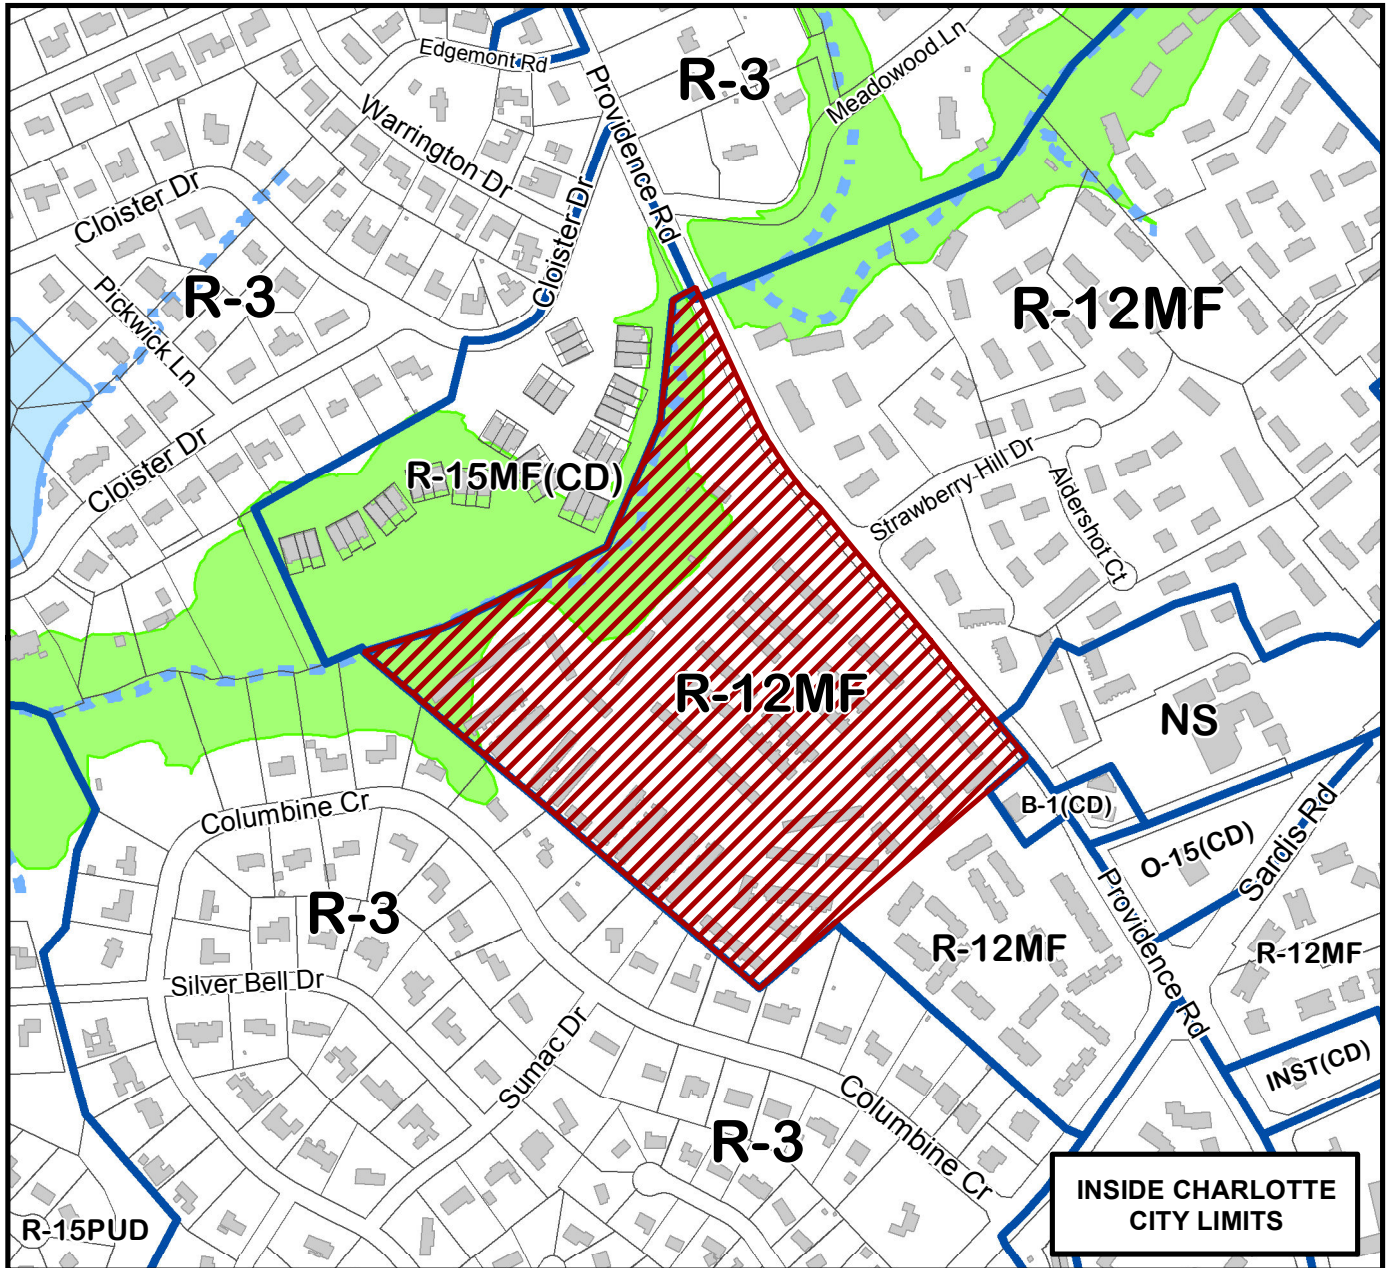 Edgemont Rd
R-3
Meadowood Ln
Providence Rd
Warrington Dr
Cloister Dr
Cloister Dr
R-3
Pickwick Ln
R-12MF
Cloister Dr
R-15MF(CD)
Strawberry Hill Dr
Aldershot Ct
R-12MF
NS
B-1(CD)
Columbine Cr
O-15(CD)
Sardis Rd
R-3
Providence Rd
R-12MF
R-12MF
Silver Bell Dr
Sumac Dr
INST(CD)
Columbine Cr
R-3
R-15PUD
INSIDE CHARLOTTE
CITY LIMITS